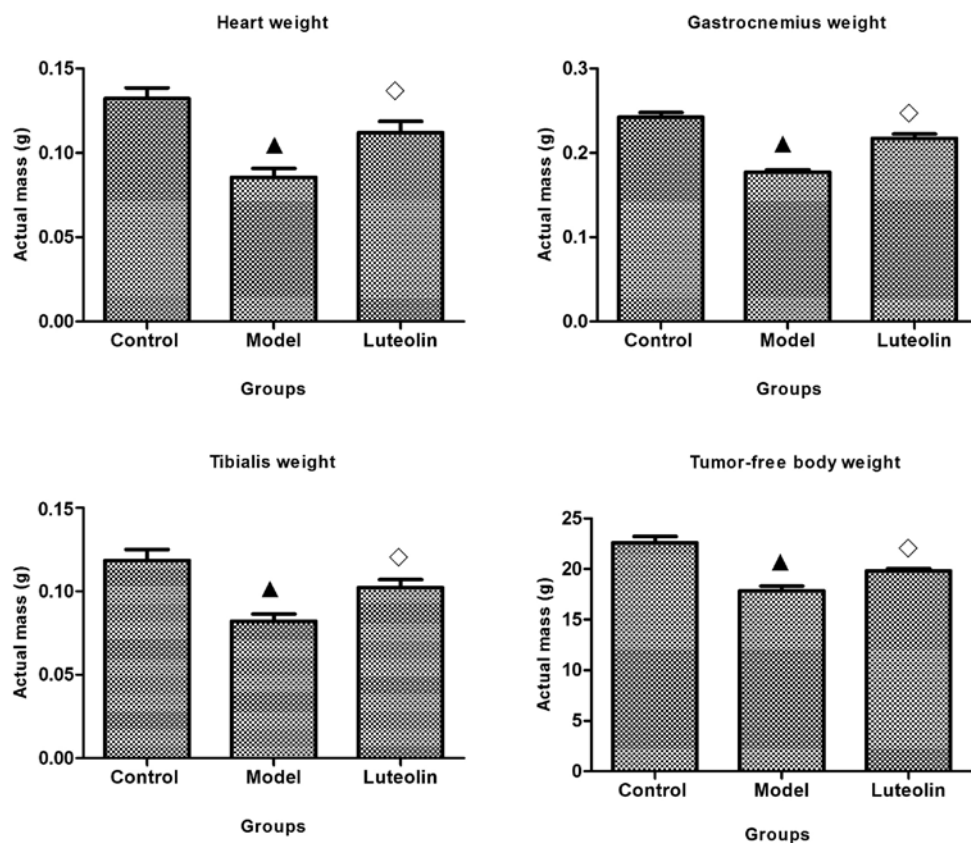 Heart weight
Actual mass (g)
0.15
0.10
0.05
0.00
Control Model Luteolin
Groups
Gastrocnemius weight
Actual mass (g)
0.3
0.2
0.1
0.0
Control Model Luteolin
Groups
Tibialis weight
Actual mass (g)
0.15
0.10
0.05
0.00
Control Model Luteolin
Groups
Tumor-free body weight
Actual mass (g)
25
20
15
10
5
0
Control Model Luteolin
Groups